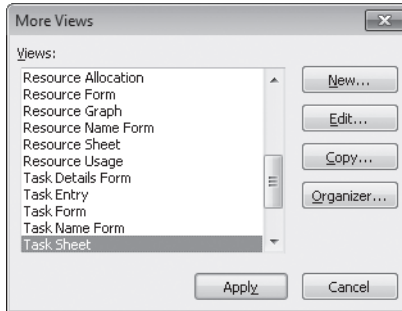 More Views
Views:
Resource Allocation
Resource Form
Resource Graph
Resource Name Form
Resource Sheet
Resource Usage
Task Details Form
Task Entry
Task Form
Task Name Form
Task Sheet
New...
Edit...
Copy...
Organizer...
Apply
Cancel